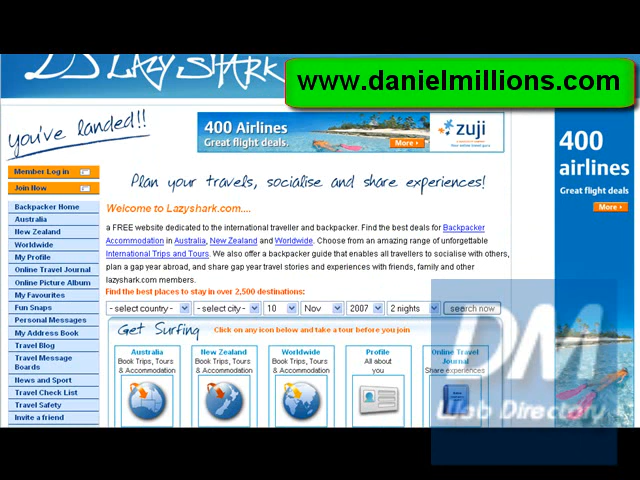 LS LAZY SHARK
www.danielmillions.com
you've landed!!
400 Airlines
Great flight deals.
More ›
zuji
400
airlines
Great flight deals.
More ›
Member Log in
Join Now
Plan your travels, socialise and share experiences!
Backpacker Home
Australia
New Zealand
Worldwide
My Profile
Online Travel Journal
Online Picture Album
My Favourites
Fun Snaps
Personal Messages
My Address Book
Travel Blog
Travel Message
Boards
News and Sport
Travel Check List
Travel Safety
Invite a friend
Welcome to Lazyshark.com....
a FREE website dedicated to the international traveller and backpacker. Find the best deals for Backpacker
Accommodation in Australia, New Zealand and Worldwide. Choose from an amazing range of unforgettable
International Trips and Tours. We also offer a backpacker guide that enables all travellers to socialise with others,
plan a gap year abroad, and share gap year travel stories and experiences with friends, family and other
lazyshark.com members.
Find the best places to stay in over 2,500 destinations:
- select country -
- select city -
10
Nov
2007
2 nights
search now
Get Surfing
Click on any icon below and take a tour before you join
Australia
Book Trips, Tours
& Accommodation
New Zealand
Book Trips, Tours
& Accommodation
Worldwide
Book Trips, Tours
& Accommodation
Profile
All about
you
Online Travel
Journal
Share experiences
DM
Web Directory